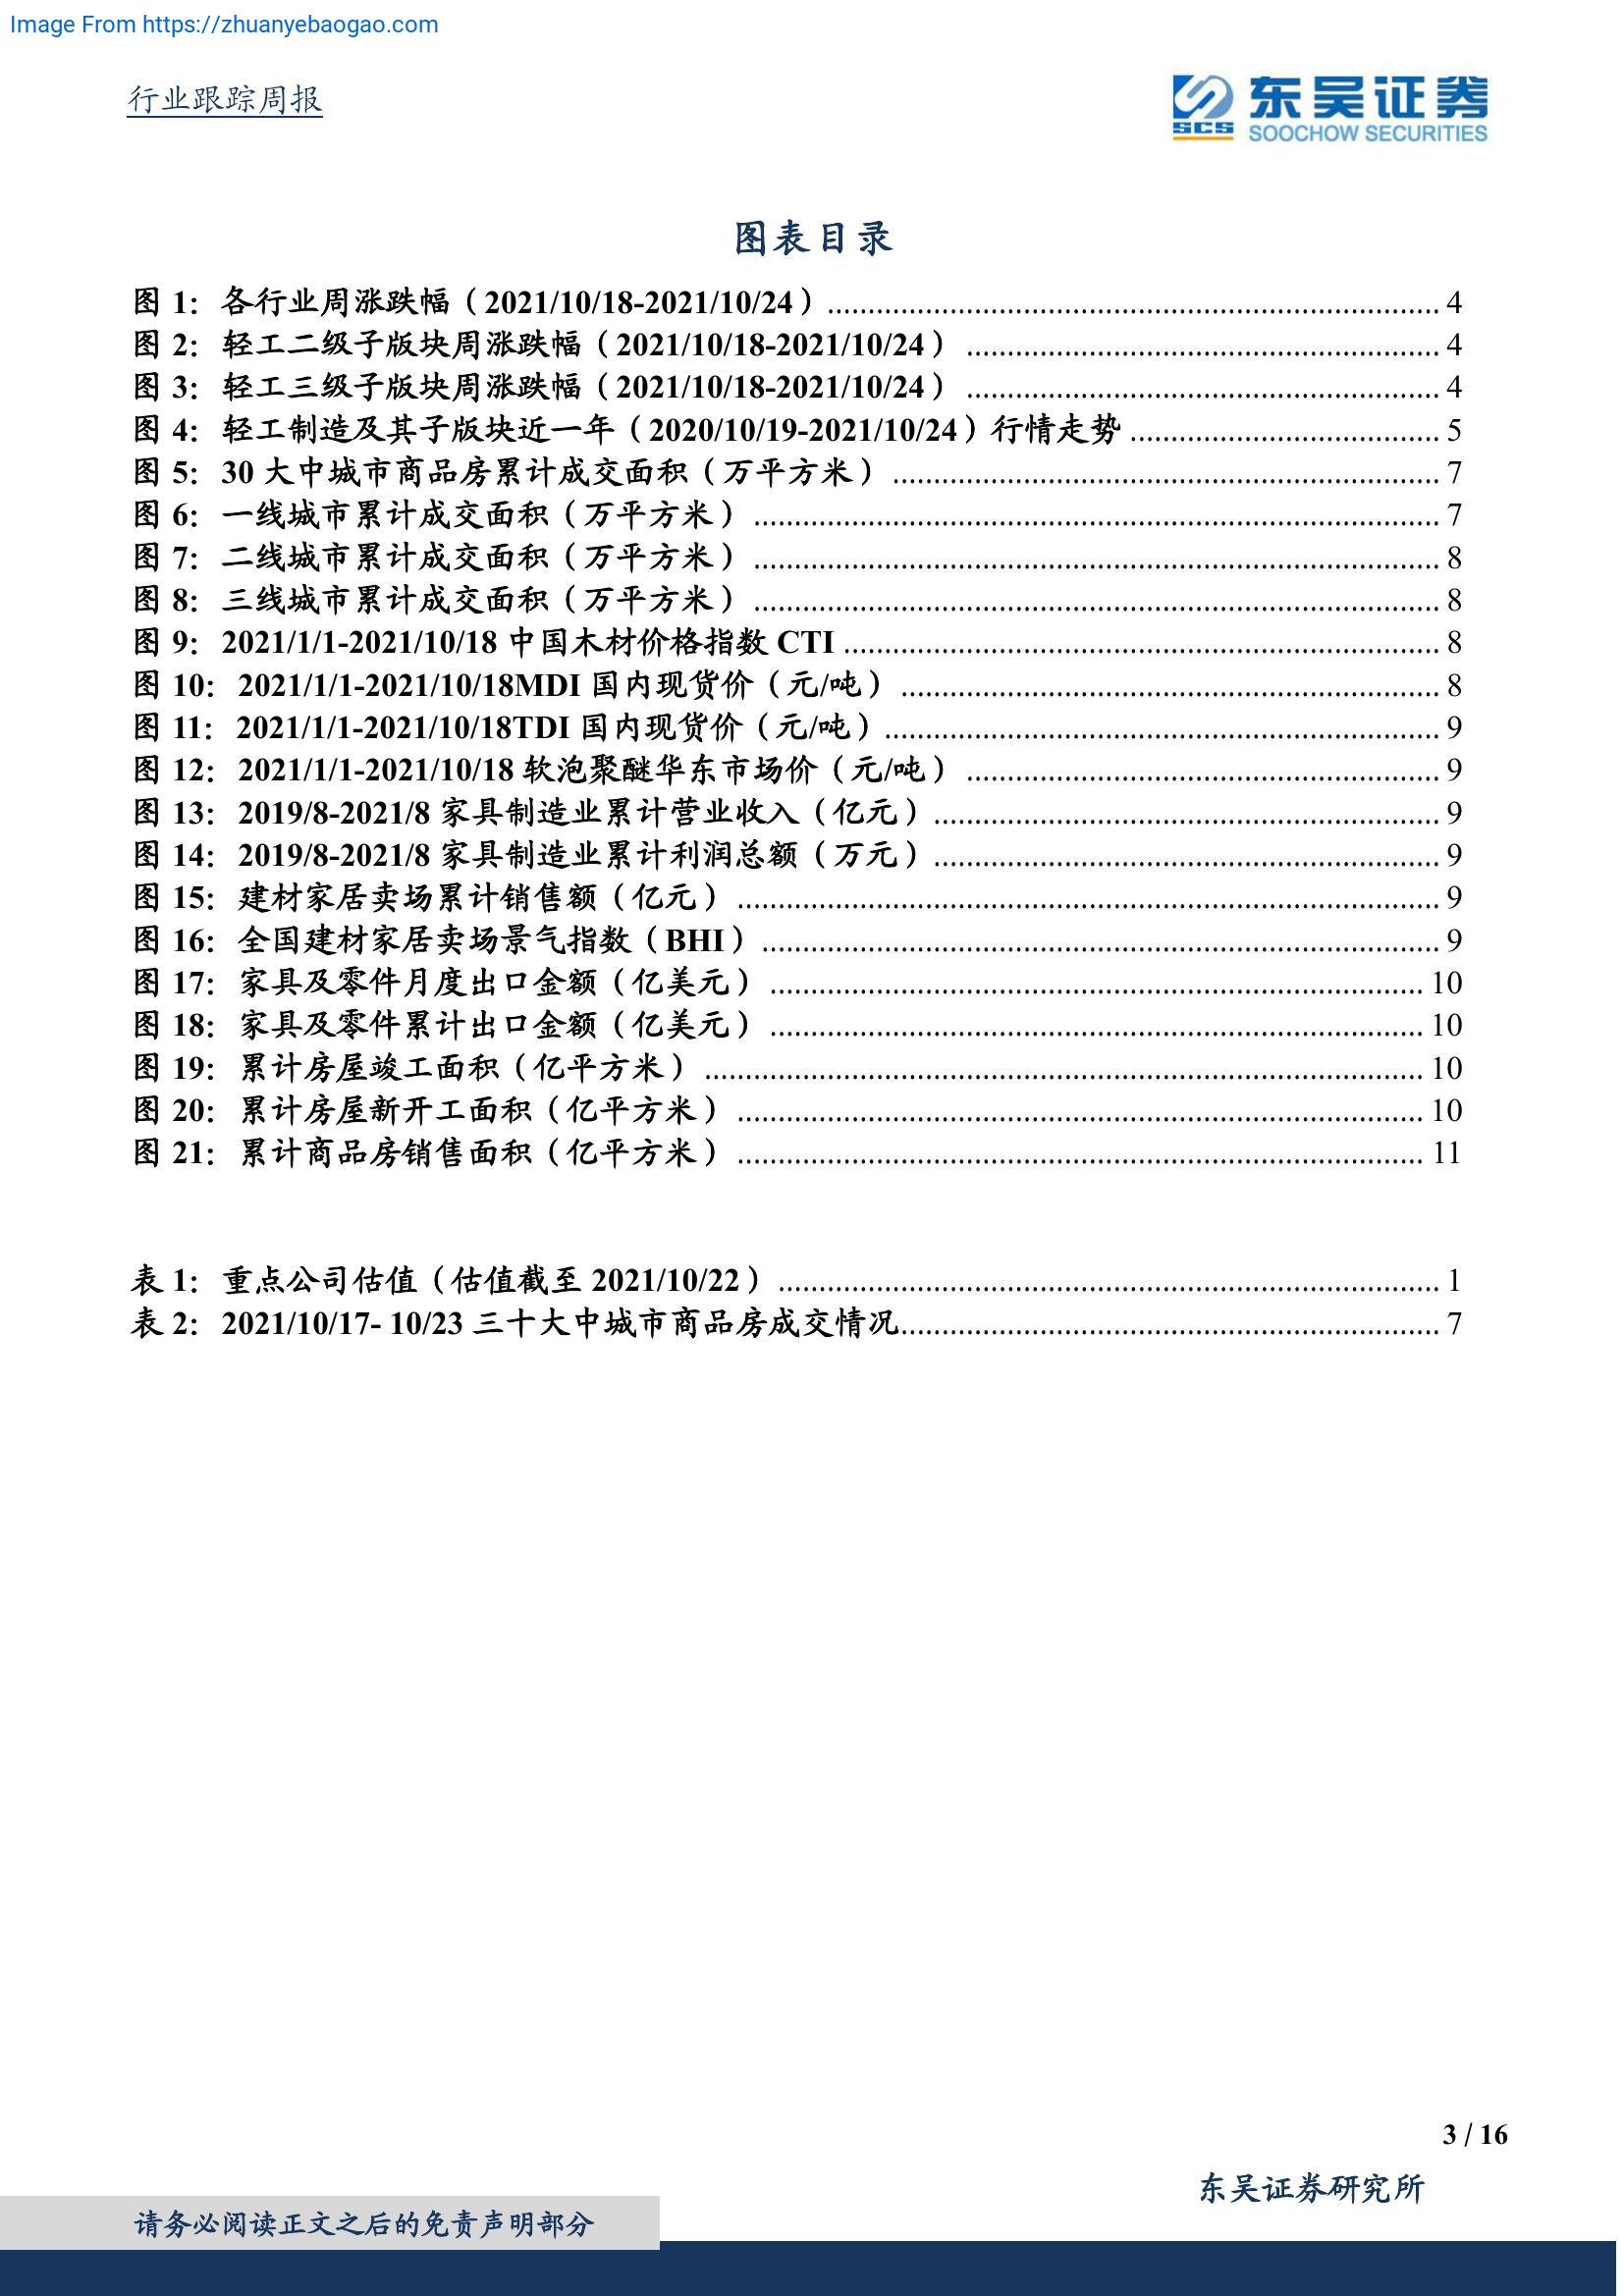 Image From https://zhuanyebaogao.com
行业跟踪周报
东吴证券
SCS
SOOCHOW SECURITIES
图表目录
图 1: 各行业周涨跌幅（2021/10/18-2021/10/24）............ 4
图 2: 轻工二级子版块周涨跌幅（2021/10/18-2021/10/24）............ 4
图 3: 轻工三级子版块周涨跌幅（2021/10/18-2021/10/24）............ 4
图 4: 轻工制造及其子版块近一年（2020/10/19-2021/10/24）行情走势............ 5
图 5: 30 大中城市商品房累计成交面积（万平方米）............ 7
图 6: 一线城市累计成交面积（万平方米）............ 7
图 7: 二线城市累计成交面积（万平方米）............ 8
图 8: 三线城市累计成交面积（万平方米）............ 8
图 9: 2021/1/1-2021/10/18 中国木材价格指数 CTI............ 8
图 10: 2021/1/1-2021/10/18MDI 国内现货价（元/吨）............ 8
图 11: 2021/1/1-2021/10/18TDI 国内现货价（元/吨）............ 9
图 12: 2021/1/1-2021/10/18 软泡聚醚华东市场价（元/吨）............ 9
图 13: 2019/8-2021/8 家具制造业累计营业收入（亿元）............ 9
图 14: 2019/8-2021/8 家具制造业累计利润总额（万元）............ 9
图 15: 建材家居卖场累计销售额（亿元）............ 9
图 16: 全国建材家居卖场景气指数（BHI）............ 9
图 17: 家具及零件月度出口金额（亿美元）............ 10
图 18: 家具及零件累计出口金额（亿美元）............ 10
图 19: 累计房屋竣工面积（亿平方米）............ 10
图 20: 累计房屋新开工面积（亿平方米）............ 10
图 21: 累计商品房销售面积（亿平方米）............ 11
表 1: 重点公司估值（估值截至 2021/10/22）............ 1
表 2: 2021/10/17- 10/23 三十大中城市商品房成交情况............ 7
3 / 16
东吴证券研究所
请务必阅读正文之后的免责声明部分